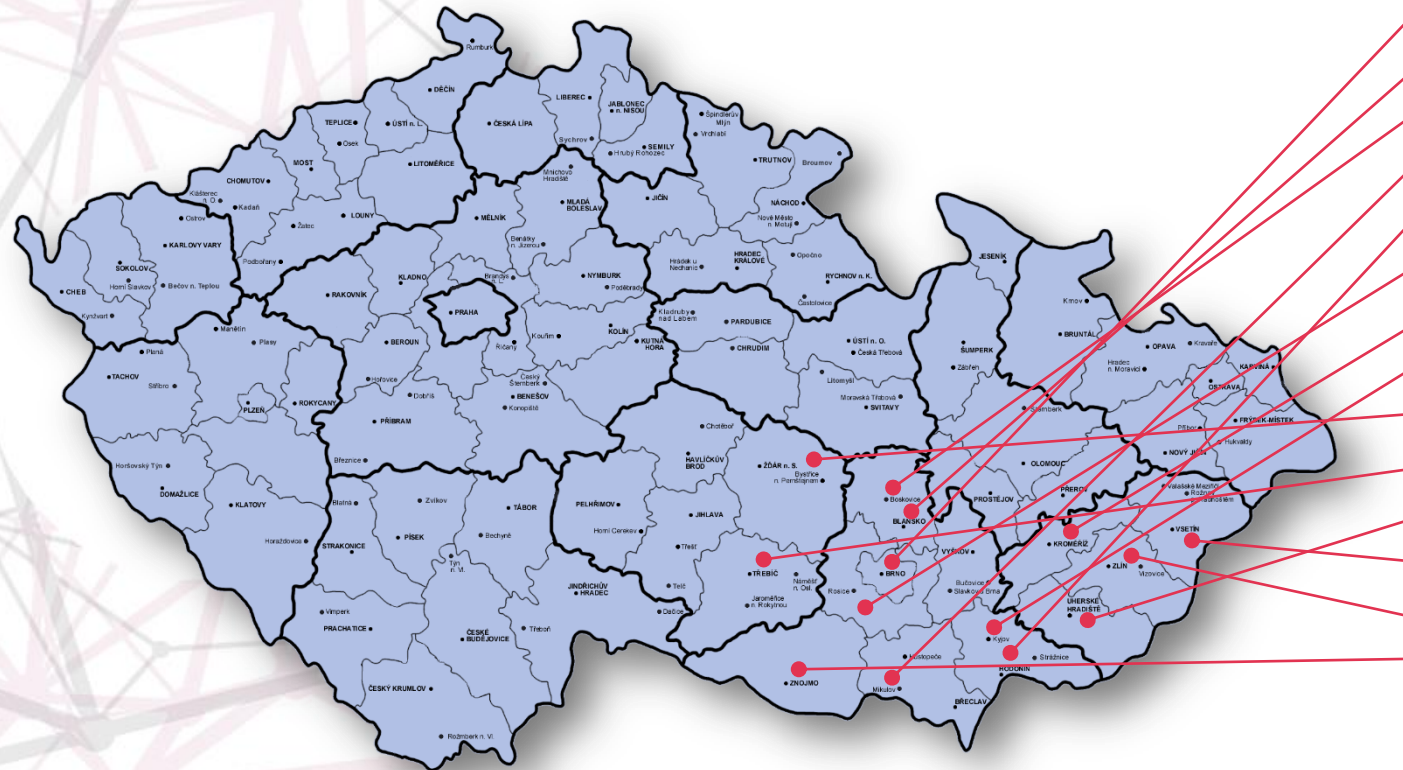 Rumburk
DĚČÍN
LIBEREC
JABLONEC
n. NISOU
TEPLICE
ÚSTÍ n. L.
ČESKÁ LÍPA
Špindlerův
Mlýn
Vrchlabí
Osek
Sychrov
SEMILY
Hrubý Rohozec
MOST
LITOMĚŘICE
TRUTNOV
Broumov
Mnichovo
Hradiště
CHOMUTOV
Klášterec
n. O.
Kadaň
MLADÁ
BOLESLAV
JIČÍN
NÁCHOD
Ostrov
LOUNY
MĚLNÍK
Nové Město
n. Metují
Žatec
KARLOVY VARY
Benátky
n. Jizerou
Podbořany
HRADEC
KRÁLOVÉ
Hrádek u
Nechanic
Opočno
JESENÍK
SOKOLOV
Horní Slavkov
Bečov n. Teplou
KLADNO
Brandýs
n. L.
NYMBURK
Poděbrady
RYCHNOV n. K.
CHEB
RAKOVNÍK
Častolovice
Krnov
Kynžvart
PRAHA
Kladruby
nad Labem
PARDUBICE
Manětín
Plasy
BEROUN
Říčany
Kouřim
KOLÍN
KUTNÁ
HORA
ÚSTÍ n. O.
Česká Třebová
BRUNTÁL
OPAVA
Kravaře
Planá
CHRUDIM
ŠUMPERK
Zábřeh
Hradec
n. Moravicí
KARVINÁ
TACHOV
Stříbro
Hořovice
Český
Šternberk
Litomyšl
OSTRAVA
PLZEŇ
ROKYCANY
Dobříš
BENEŠOV
Konopiště
Moravská Třebová
SVITAVY
Šternberk
PŘÍBRAM
Chotěboř
Příbor
FRÝDEK-MÍSTEK
Hukvaldy
HAVLÍČKŮV
BROD
NOVÝ JIČÍN
Březnice
Horšovský Týn
ŽĎÁR n. S.
Bystřice
n. Pernštejnem
OLOMOUC
DOMAŽLICE
Valašské Meziříčí
Rožnov
PŘEROV
KLATOVY
Blatná
Zvíkov
TÁBOR
PELHŘIMOV
Boskovice
PROSTĚJOV
JIHLAVA
BLANSKO
VSETÍN
Horažďovice
STRAKONICE
PÍSEK
Bechyně
Horní Cerekev
Třešť
VYŠKOV
KROMĚŘÍŽ
Týn
n. Vl.
TŘEBÍČ
BRNO
ZLÍN
Vizovice
JINDŘICHŮV
HRADEC
Telč
Náměšť
n. Osl.
Rosice
Bučovice
Slavkov u Brna
Jaroměřice
n. Rokytnou
UHERSKÉ
HRADIŠTĚ
Vimperk
Dačice
PRACHATICE
ČESKÉ
BUDĚJOVICE
Třeboň
Kyjov
Hustopeče
Strážnice
HODONÍN
ČESKÝ KRUMLOV
ZNOJMO
Mikulov
BŘECLAV
Rožmberk n. Vl.